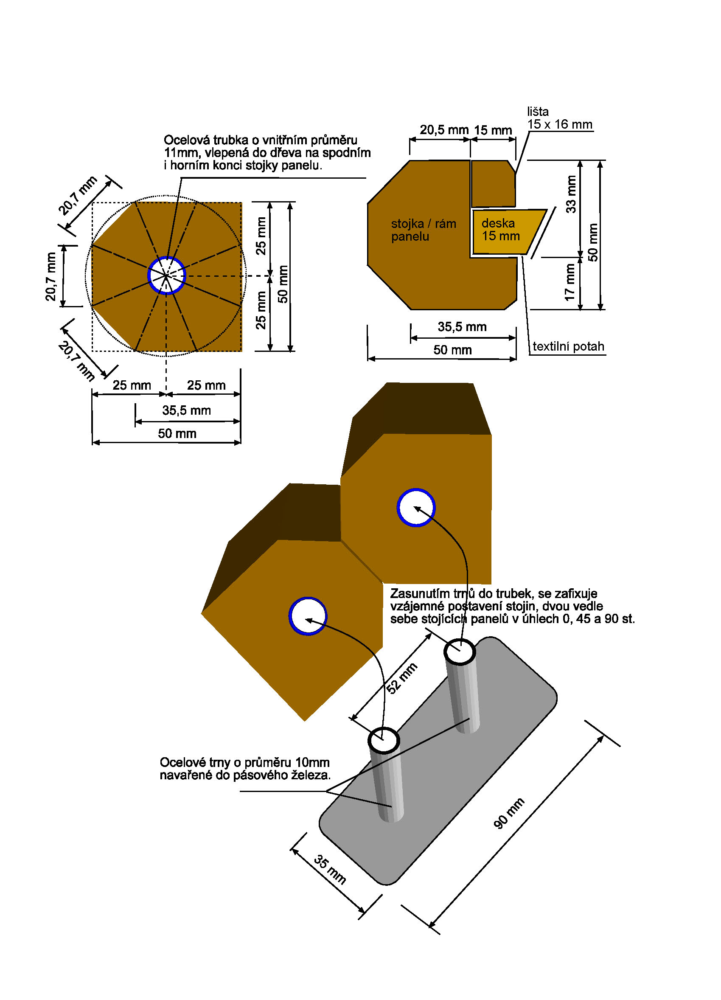 lišta
15 x 16 mm
20,5 mm
15 mm
Ocelová trubka o vnitřním průměru
11mm, vlepená do dřeva na spodním
i horním konci stojky panelu.
20,7 mm
20,7 mm
20,7 mm
25 mm
25 mm
50 mm
25 mm
25 mm
35,5 mm
50 mm
stojka / rám
panelu
deska
15 mm
33 mm
17 mm
50 mm
35,5 mm
50 mm
textilní potah
Zasunutím trnů do trubek, se zafixuje
vzájemné postavení stojin, dvou vedle
sebe stojících panelů v úhlech 0, 45 a 90 st.
52 mm
Ocelové trny o průměru 10mm
navařené do pásového železa.
90 mm
35 mm